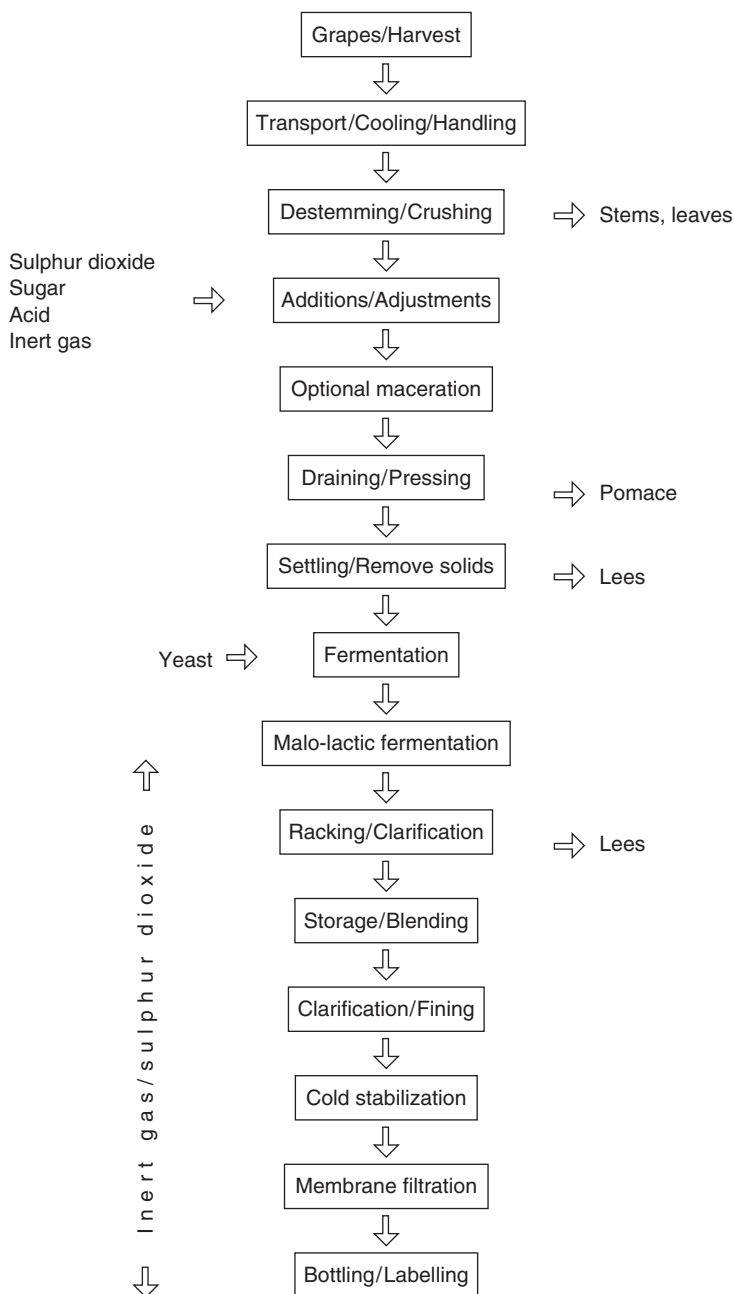 Grapes/Harvest
Transport/Cooling/Handling
Destemming/Crushing
Stems, leaves
Sulphur dioxide
Sugar
Acid
Inert gas
Additions/Adjustments
Optional maceration
Draining/Pressing
Pomace
Settling/Remove solids
Lees
Yeast
Fermentation
Malo-lactic fermentation
Inert gas/sulphur dioxide
Racking/Clarification
Lees
Storage/Blending
Clarification/Fining
Cold stabilization
Membrane filtration
Bottling/Labelling